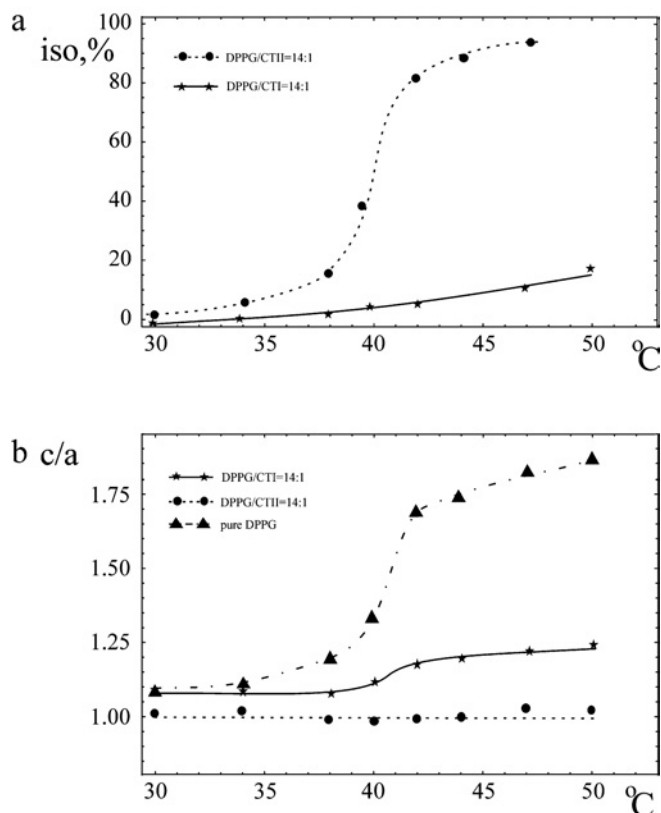 a
iso,%
100
80
60
40
20
0
DPPG/CTII=14:1
DPPG/CTI=14:1
30 35 40 45 50 °C
b c/a
1.75
1.50
1.25
1.00
DPPG/CTI=14:1
DPPG/CTII=14:1
pure DPPG
30 35 40 45 50 °C